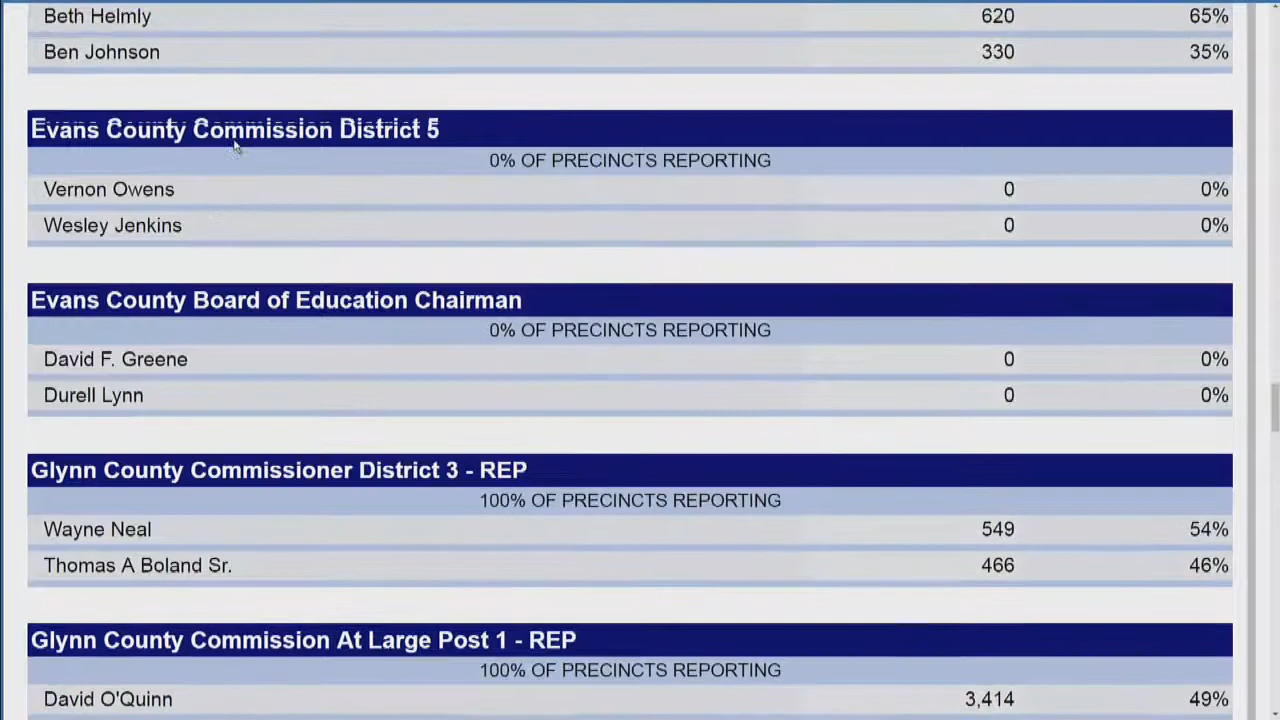 Beth Helmly 620 65%
Ben Johnson 330 35%
Evans County Commission District 5
0% OF PRECINCTS REPORTING
Vernon Owens 0 0%
Wesley Jenkins 0 0%
Evans County Board of Education Chairman
0% OF PRECINCTS REPORTING
David F. Greene 0 0%
Durell Lynn 0 0%
Glynn County Commissioner District 3 - REP
100% OF PRECINCTS REPORTING
Wayne Neal 549 54%
Thomas A Boland Sr. 466 46%
Glynn County Commission At Large Post 1 - REP
100% OF PRECINCTS REPORTING
David O'Quinn 3,414 49%